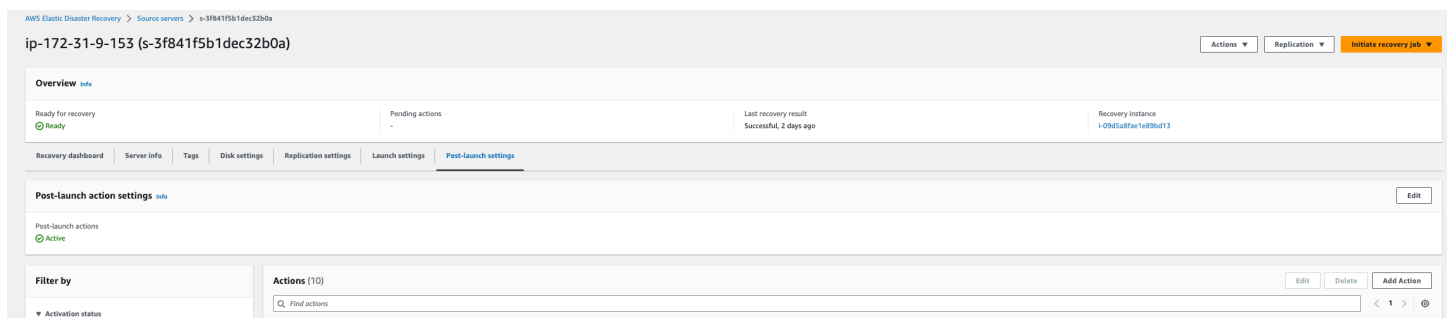 AWS Elastic Disaster Recovery > Source servers > s-3f841f5b1dec32b0a
ip-172-31-9-153 (s-3f841f5b1dec32b0a)
Actions ▼ Replication ▼ Initiate recovery job ▼
Overview Info
Ready for recovery Pending actions Last recovery result Recovery instance
Ready - Successful, 2 days ago i-09d5a8fae1e89bd13
Recovery dashboard Server info Tags Disk settings Replication settings Launch settings Post-launch settings
Post-launch action settings Info Edit
Post-launch actions
Active
Filter by Actions (10) Edit Delete Add Action
Find actions < 1 >
▼ Activation status